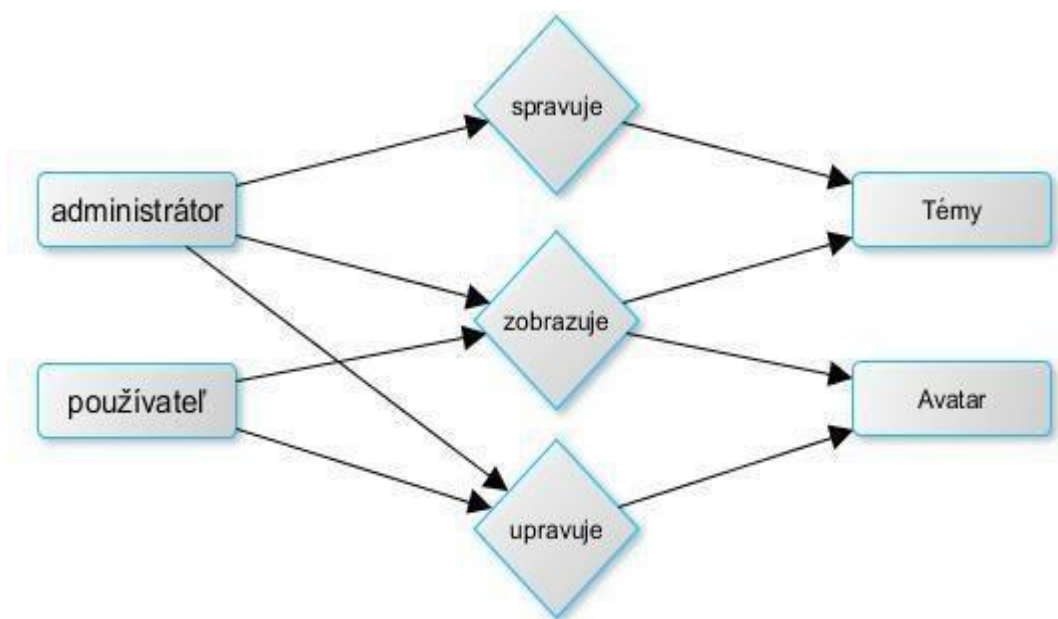 spravuje
administrátor
Témy
zobrazuje
používateľ
Avatar
upravuje